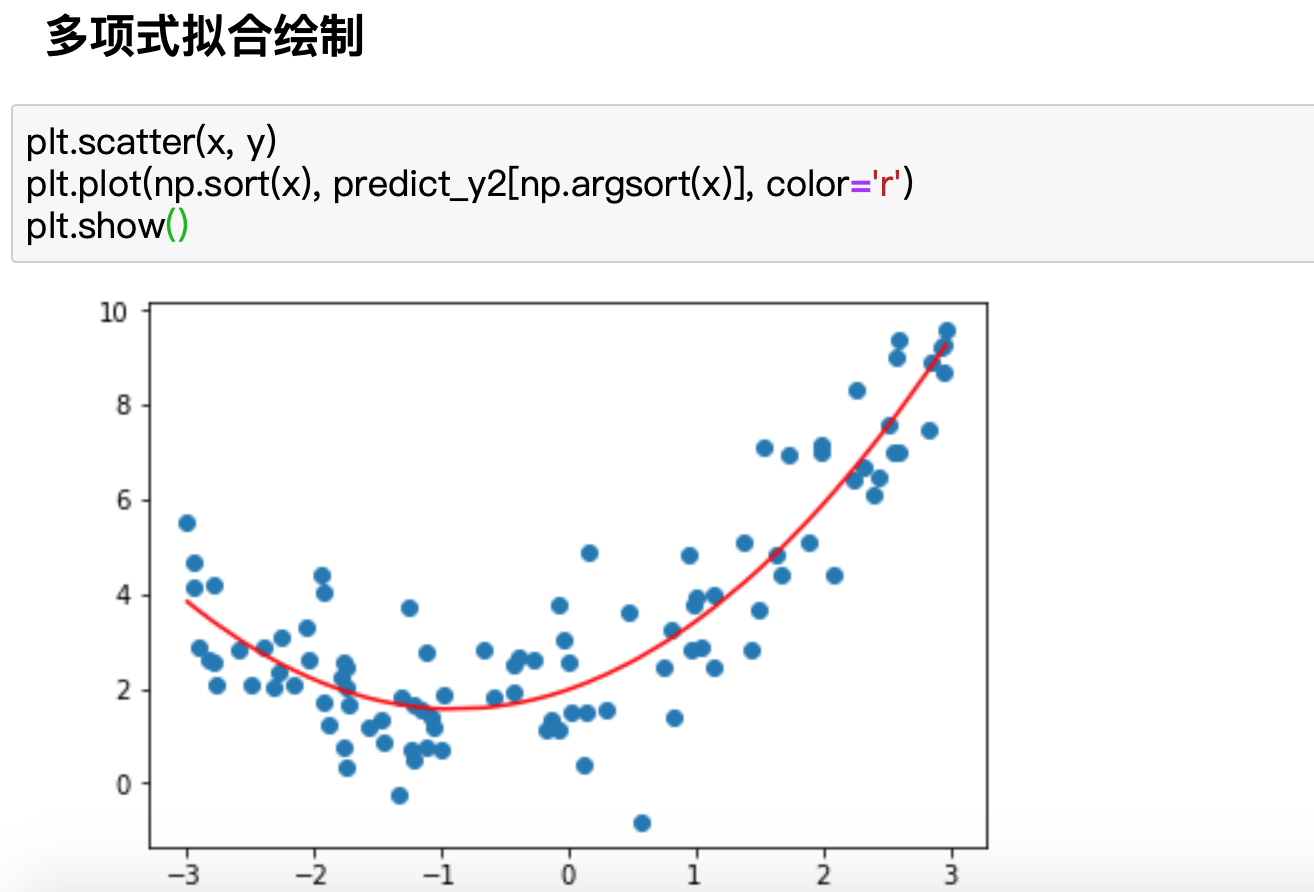 多项式拟合绘制
plt.scatter(x, y)
plt.plot(np.sort(x), predict_y2[np.argsort(x)], color='r')
plt.show()
10
8
6
4
2
0
−3 −2 −1 0 1 2 3